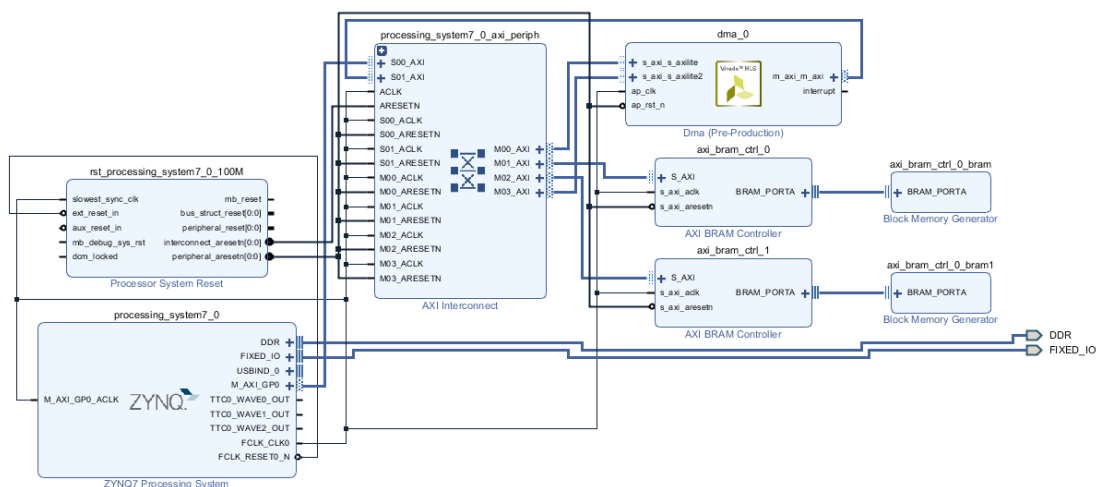 processing_system7_0_axi_periph
S00_AXI
S01_AXI
ACLK
ARESETN
S00_ACLK
S00_ARESETN
S01_ACLK
S01_ARESETN
M00_ACLK
M00_ARESETN
M01_ACLK
M01_ARESETN
M02_ACLK
M02_ARESETN
M03_ACLK
M03_ARESETN
M00_AXI
M01_AXI
M02_AXI
M03_AXI
AXI Interconnect
dma_0
s_axi_s_axilite
s_axi_s_axilite2
ap_clk
ap_rst_n
Vivado™ HLS
m_axi_m_axi
interrupt
Dma (Pre-Production)
axi_bram_ctrl_0
S_AXI
s_axi_aclk
s_axi_aresetn
BRAM_PORTA
AXI BRAM Controller
axi_bram_ctrl_0_bram
BRAM_PORTA
Block Memory Generator
axi_bram_ctrl_1
S_AXI
s_axi_aclk
s_axi_aresetn
BRAM_PORTA
AXI BRAM Controller
axi_bram_ctrl_0_bram1
BRAM_PORTA
Block Memory Generator
rst_processing_system7_0_100M
slowest_sync_clk
ext_reset_in
aux_reset_in
mb_debug_sys_rst
dcm_locked
mb_reset
bus_struct_reset[0:0]
peripheral_reset[0:0]
interconnect_aresetn[0:0]
peripheral_aresetn[0:0]
Processor System Reset
processing_system7_0
M_AXI_GP0_ACLK
ZYNQ
DDR
FIXED_IO
USBIND_0
M_AXI_GP0
TTC0_WAVE0_OUT
TTC0_WAVE1_OUT
TTC0_WAVE2_OUT
FCLK_CLK0
FCLK_RESET0_N
ZYNQ7 Processing System
DDR
FIXED_IO